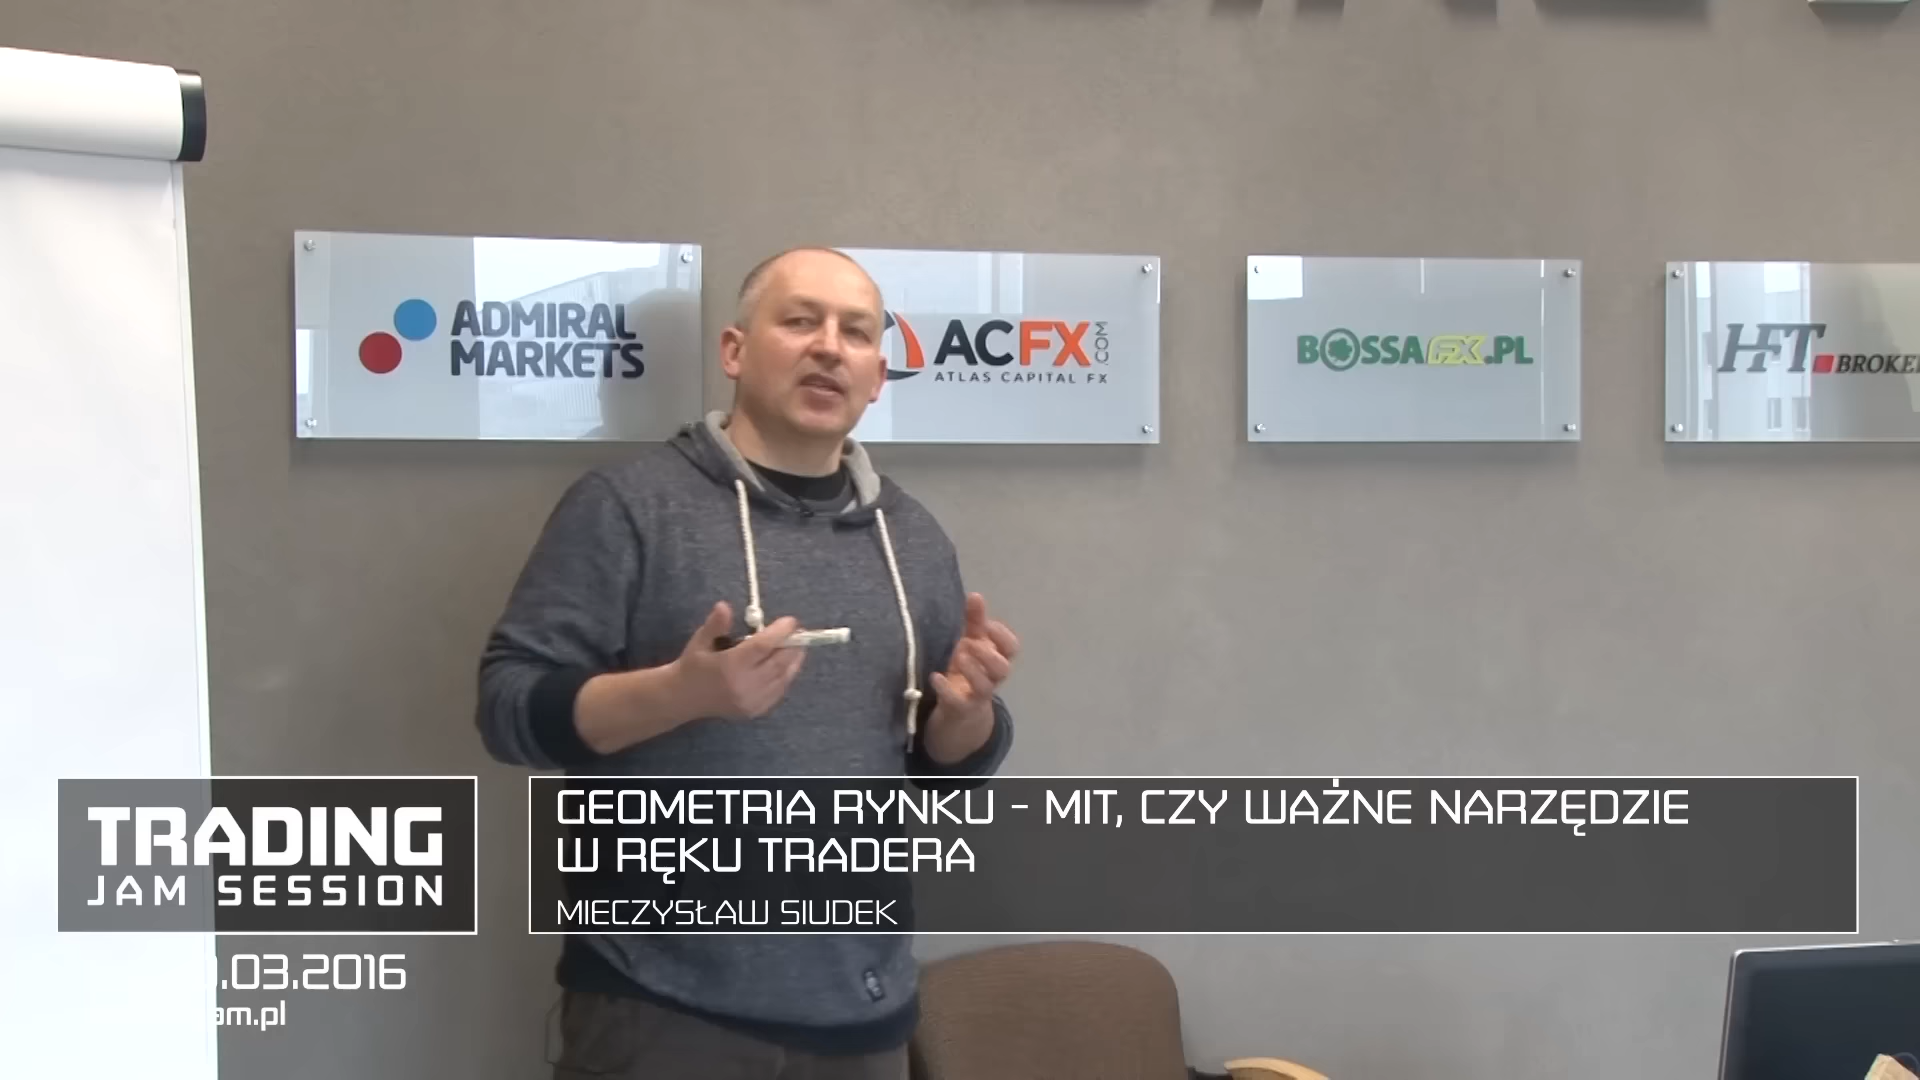 ADMIRAL
MARKETS
ACFX
.COM
ATLAS CAPITAL FX
BOSSAFX.PL
HFT
TRADING
JAM SESSION
GEOMETRIA RYNKU - MIT, CZY WAŻNE NARZĘDZIE
W RĘKU TRADERA
MIECZYSŁAW SIUDEK
.03.2016
am.pl